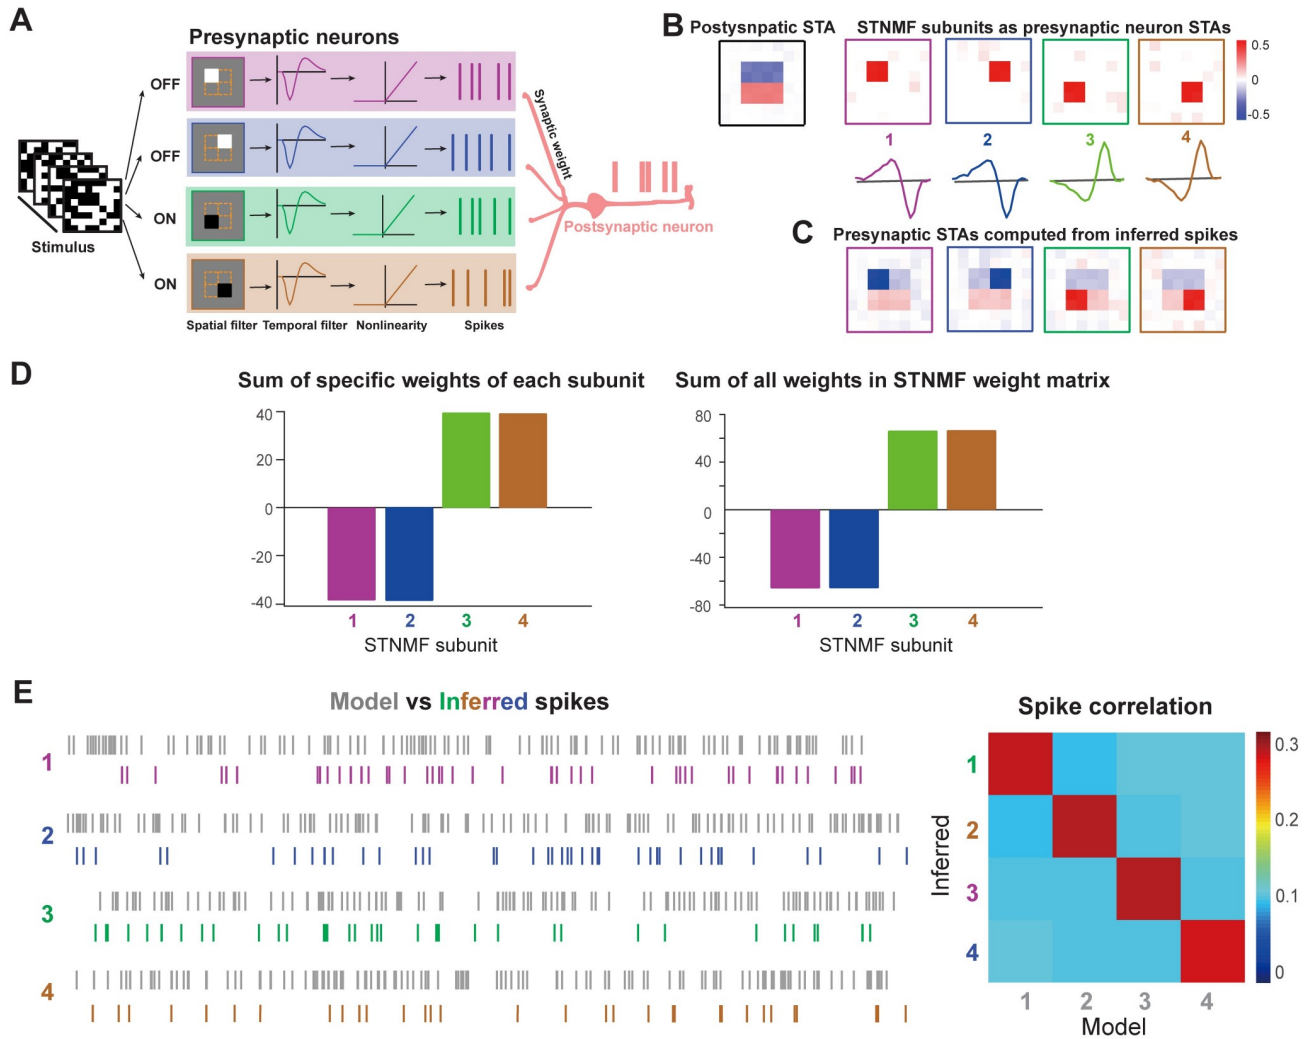 A
Presynaptic neurons
OFF
OFF
ON
ON
Stimulus
Spatial filter Temporal filter Nonlinearity Spikes
Synaptic weight
Postsynaptic neuron
B
Postysnpatic STA
STNMF subunits as presynaptic neuron STAs
0.5
0
-0.5
1 2 3 4
C
Presynaptic STAs computed from inferred spikes
D
Sum of specific weights of each subunit
40
20
0
-20
-40
1 2 3 4
STNMF subunit
Sum of all weights in STNMF weight matrix
80
40
0
-40
-80
1 2 3 4
STNMF subunit
E
Model vs Inferred spikes
1
2
3
4
Spike correlation
Inferred
1
2
3
4
1 2 3 4
Model
0.3
0.2
0.1
0